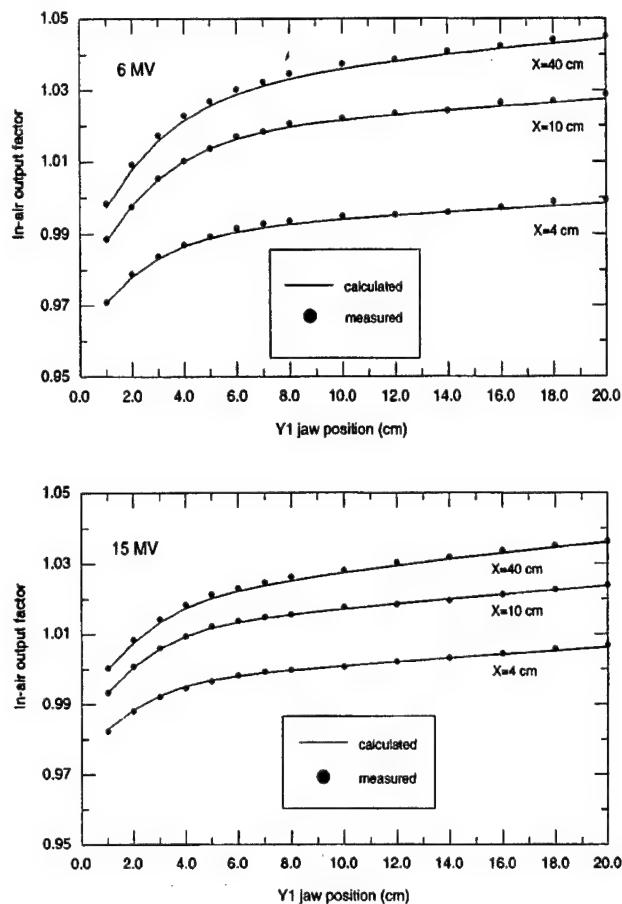 1.05
6 MV
X=40 cm
1.03
X=10 cm
1.01
In-air output factor
0.99
X=4 cm
calculated
0.97
measured
0.95
0.0 2.0 4.0 6.0 8.0 10.0 12.0 14.0 16.0 18.0 20.0
Y1 jaw position (cm)
1.05
15 MV
1.03
X=40 cm
X=10 cm
1.01
In-air output factor
0.99
X=4 cm
calculated
0.97
measured
0.95
0.0 2.0 4.0 6.0 8.0 10.0 12.0 14.0 16.0 18.0 20.0
Y1 jaw position (cm)